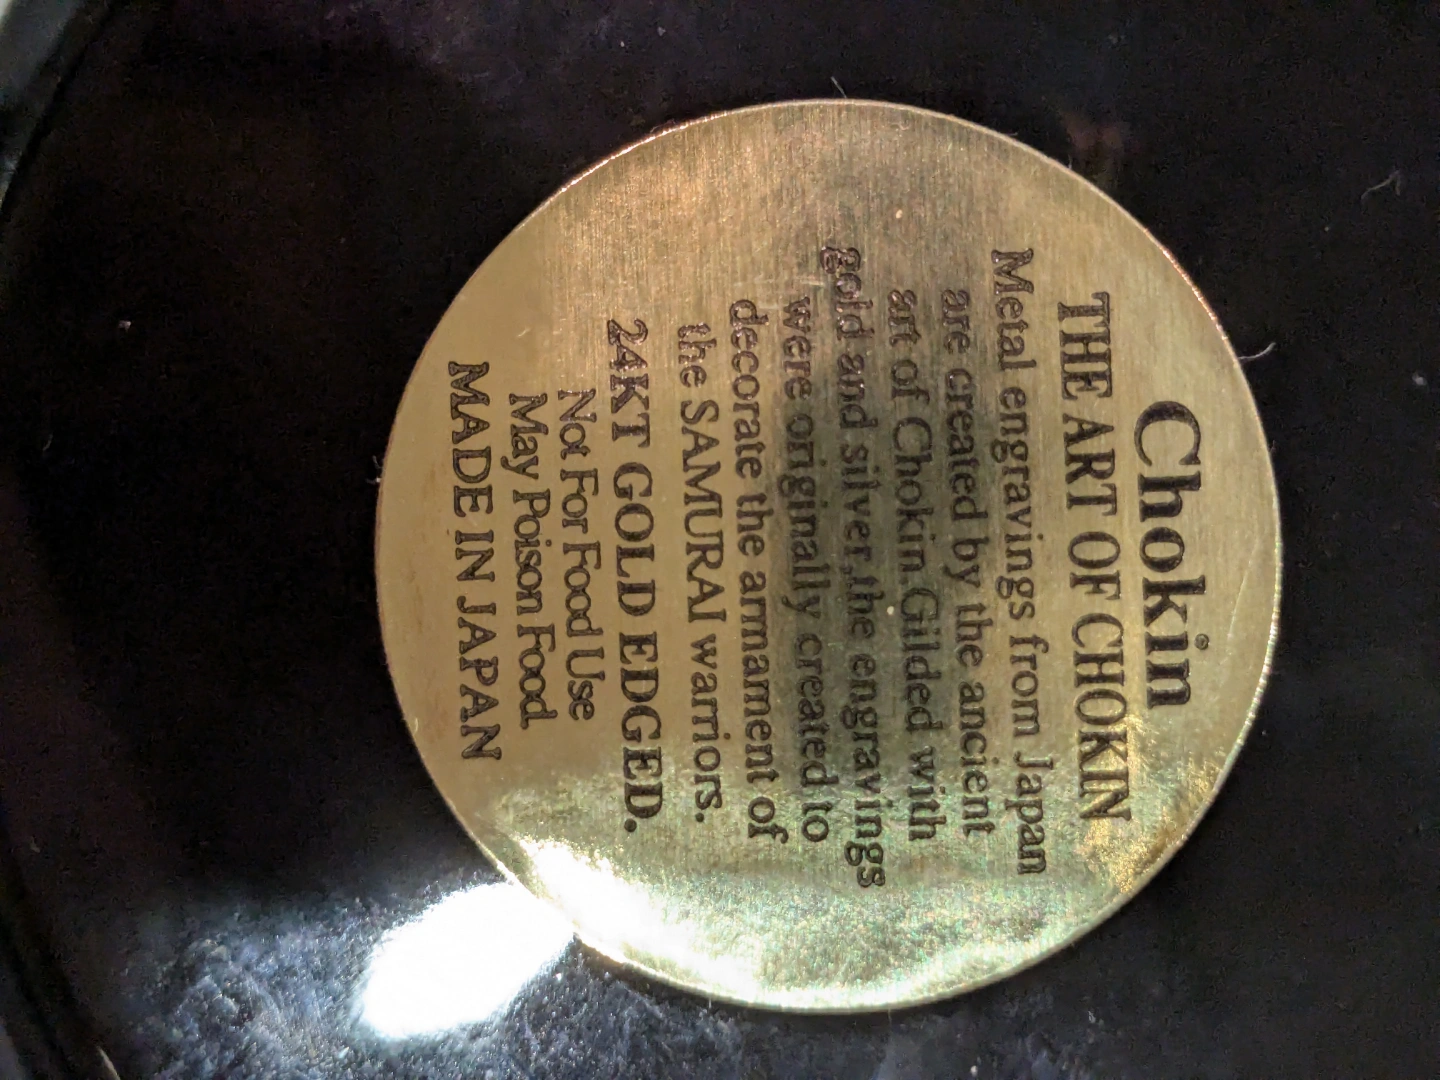 Chokin
THE ART OF CHOKIN
Metal engravings from Japan
are created by the ancient
art of Chokin.Gilded with
gold and silver,the engravings
were originally created to
decorate the armament of
the SAMURAI warriors.
24KT GOLD EDGED.
Not For Food Use
May Poison Food.
MADE IN JAPAN